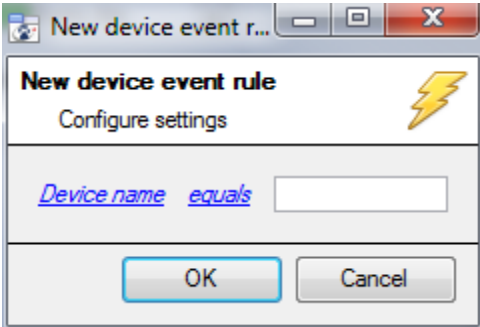 New device event r...
New device event rule
Configure settings
Device name equals
OK Cancel